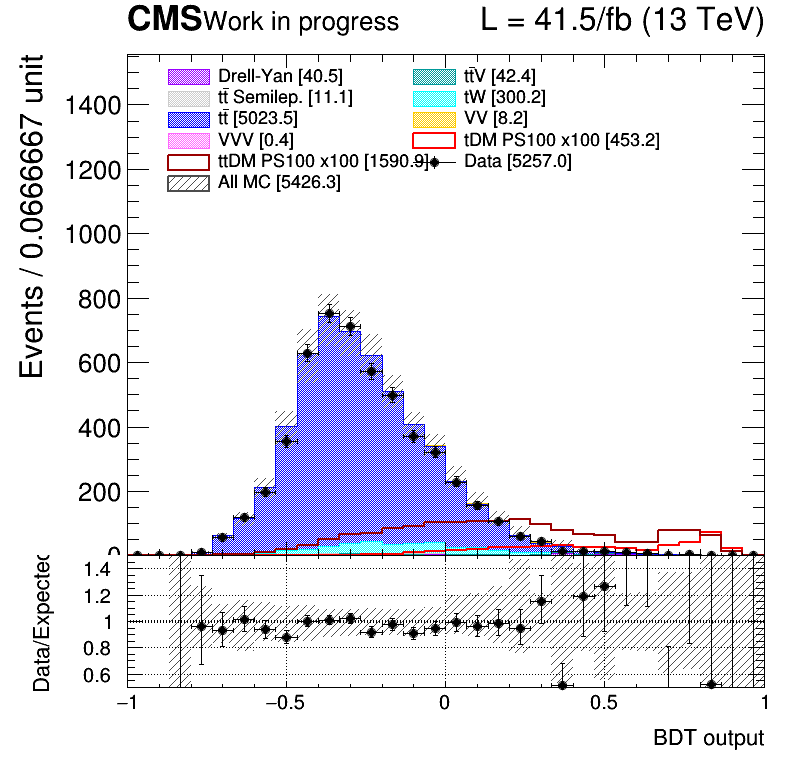 CMS Work in progress L = 41.5/fb (13 TeV)
Events / 0.0666667 unit
Drell-Yan [40.5] tt̄V [42.4]
tt̄ Semilep. [11.1] tW [300.2]
tt̄ [5023.5] VV [8.2]
VVV [0.4] tDM PS100 x100 [453.2]
ttDM PS100 x100 [1590.9] Data [5257.0]
All MC [5426.3]
1400
1200
1000
800
600
400
200
0
Data/Expected
1.4
1.2
1
0.8
0.6
−1 −0.5 0 0.5 1
BDT output